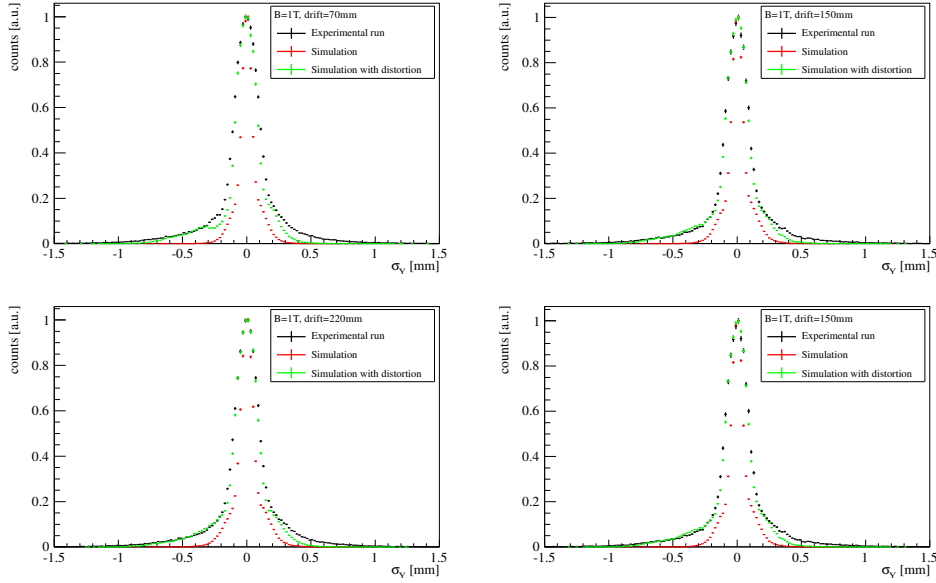 counts [a.u.]
B=1T, drift=70mm
Experimental run
Simulation
Simulation with distortion
1
0.8
0.6
0.4
0.2
0
-1.5 -1 -0.5 0 0.5 1 1.5
σY [mm]
counts [a.u.]
B=1T, drift=150mm
Experimental run
Simulation
Simulation with distortion
1
0.8
0.6
0.4
0.2
0
-1.5 -1 -0.5 0 0.5 1 1.5
σY [mm]
counts [a.u.]
B=1T, drift=220mm
Experimental run
Simulation
Simulation with distortion
1
0.8
0.6
0.4
0.2
0
-1.5 -1 -0.5 0 0.5 1 1.5
σY [mm]
counts [a.u.]
B=1T, drift=150mm
Experimental run
Simulation
Simulation with distortion
1
0.8
0.6
0.4
0.2
0
-1.5 -1 -0.5 0 0.5 1 1.5
σY [mm]